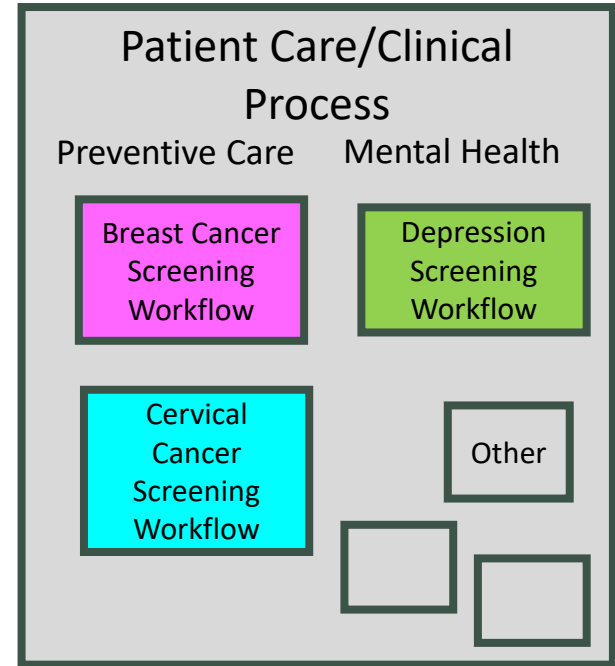 Patient Care/Clinical
Process
Preventive Care
Mental Health
Breast Cancer
Screening
Workflow
Depression
Screening
Workflow
Cervical
Cancer
Screening
Workflow
Other